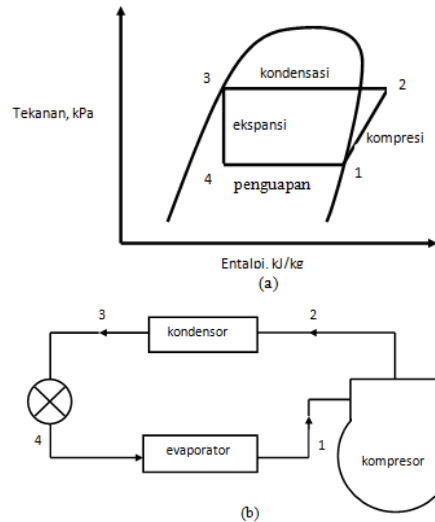 3
kondensasi
2
Tekanan, kPa
ekspansi
kompresi
4
1
penguapan
Entalpi, kJ/kg
(a)
3
2
kondensor
4
evaporator
1
kompresor
(b)